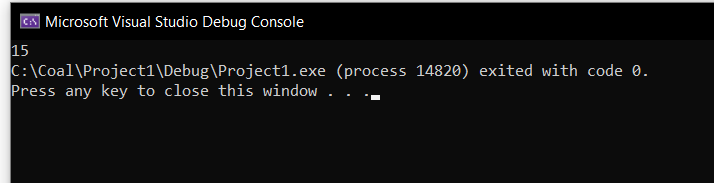 C:\ Microsoft Visual Studio Debug Console
15
C:\Coal\Project1\Debug\Project1.exe (process 14820) exited with code 0.
Press any key to close this window . . .